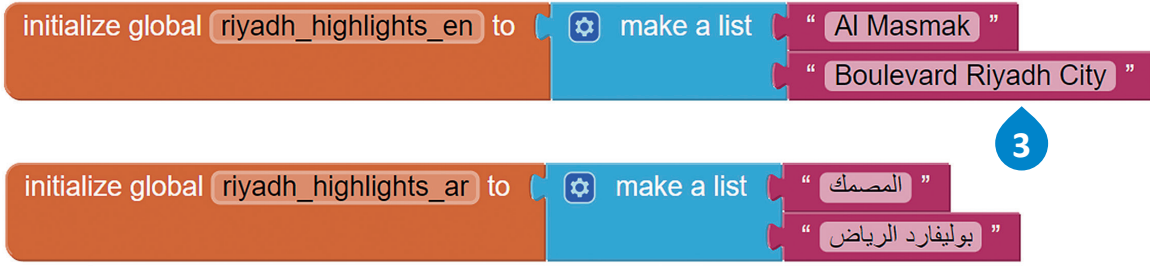 initialize global riyadh_highlights_en to make a list " Al Masmak "
" Boulevard Riyadh City "
3
initialize global riyadh_highlights_ar to make a list " المصمك "
" بوليفارد الرياض "